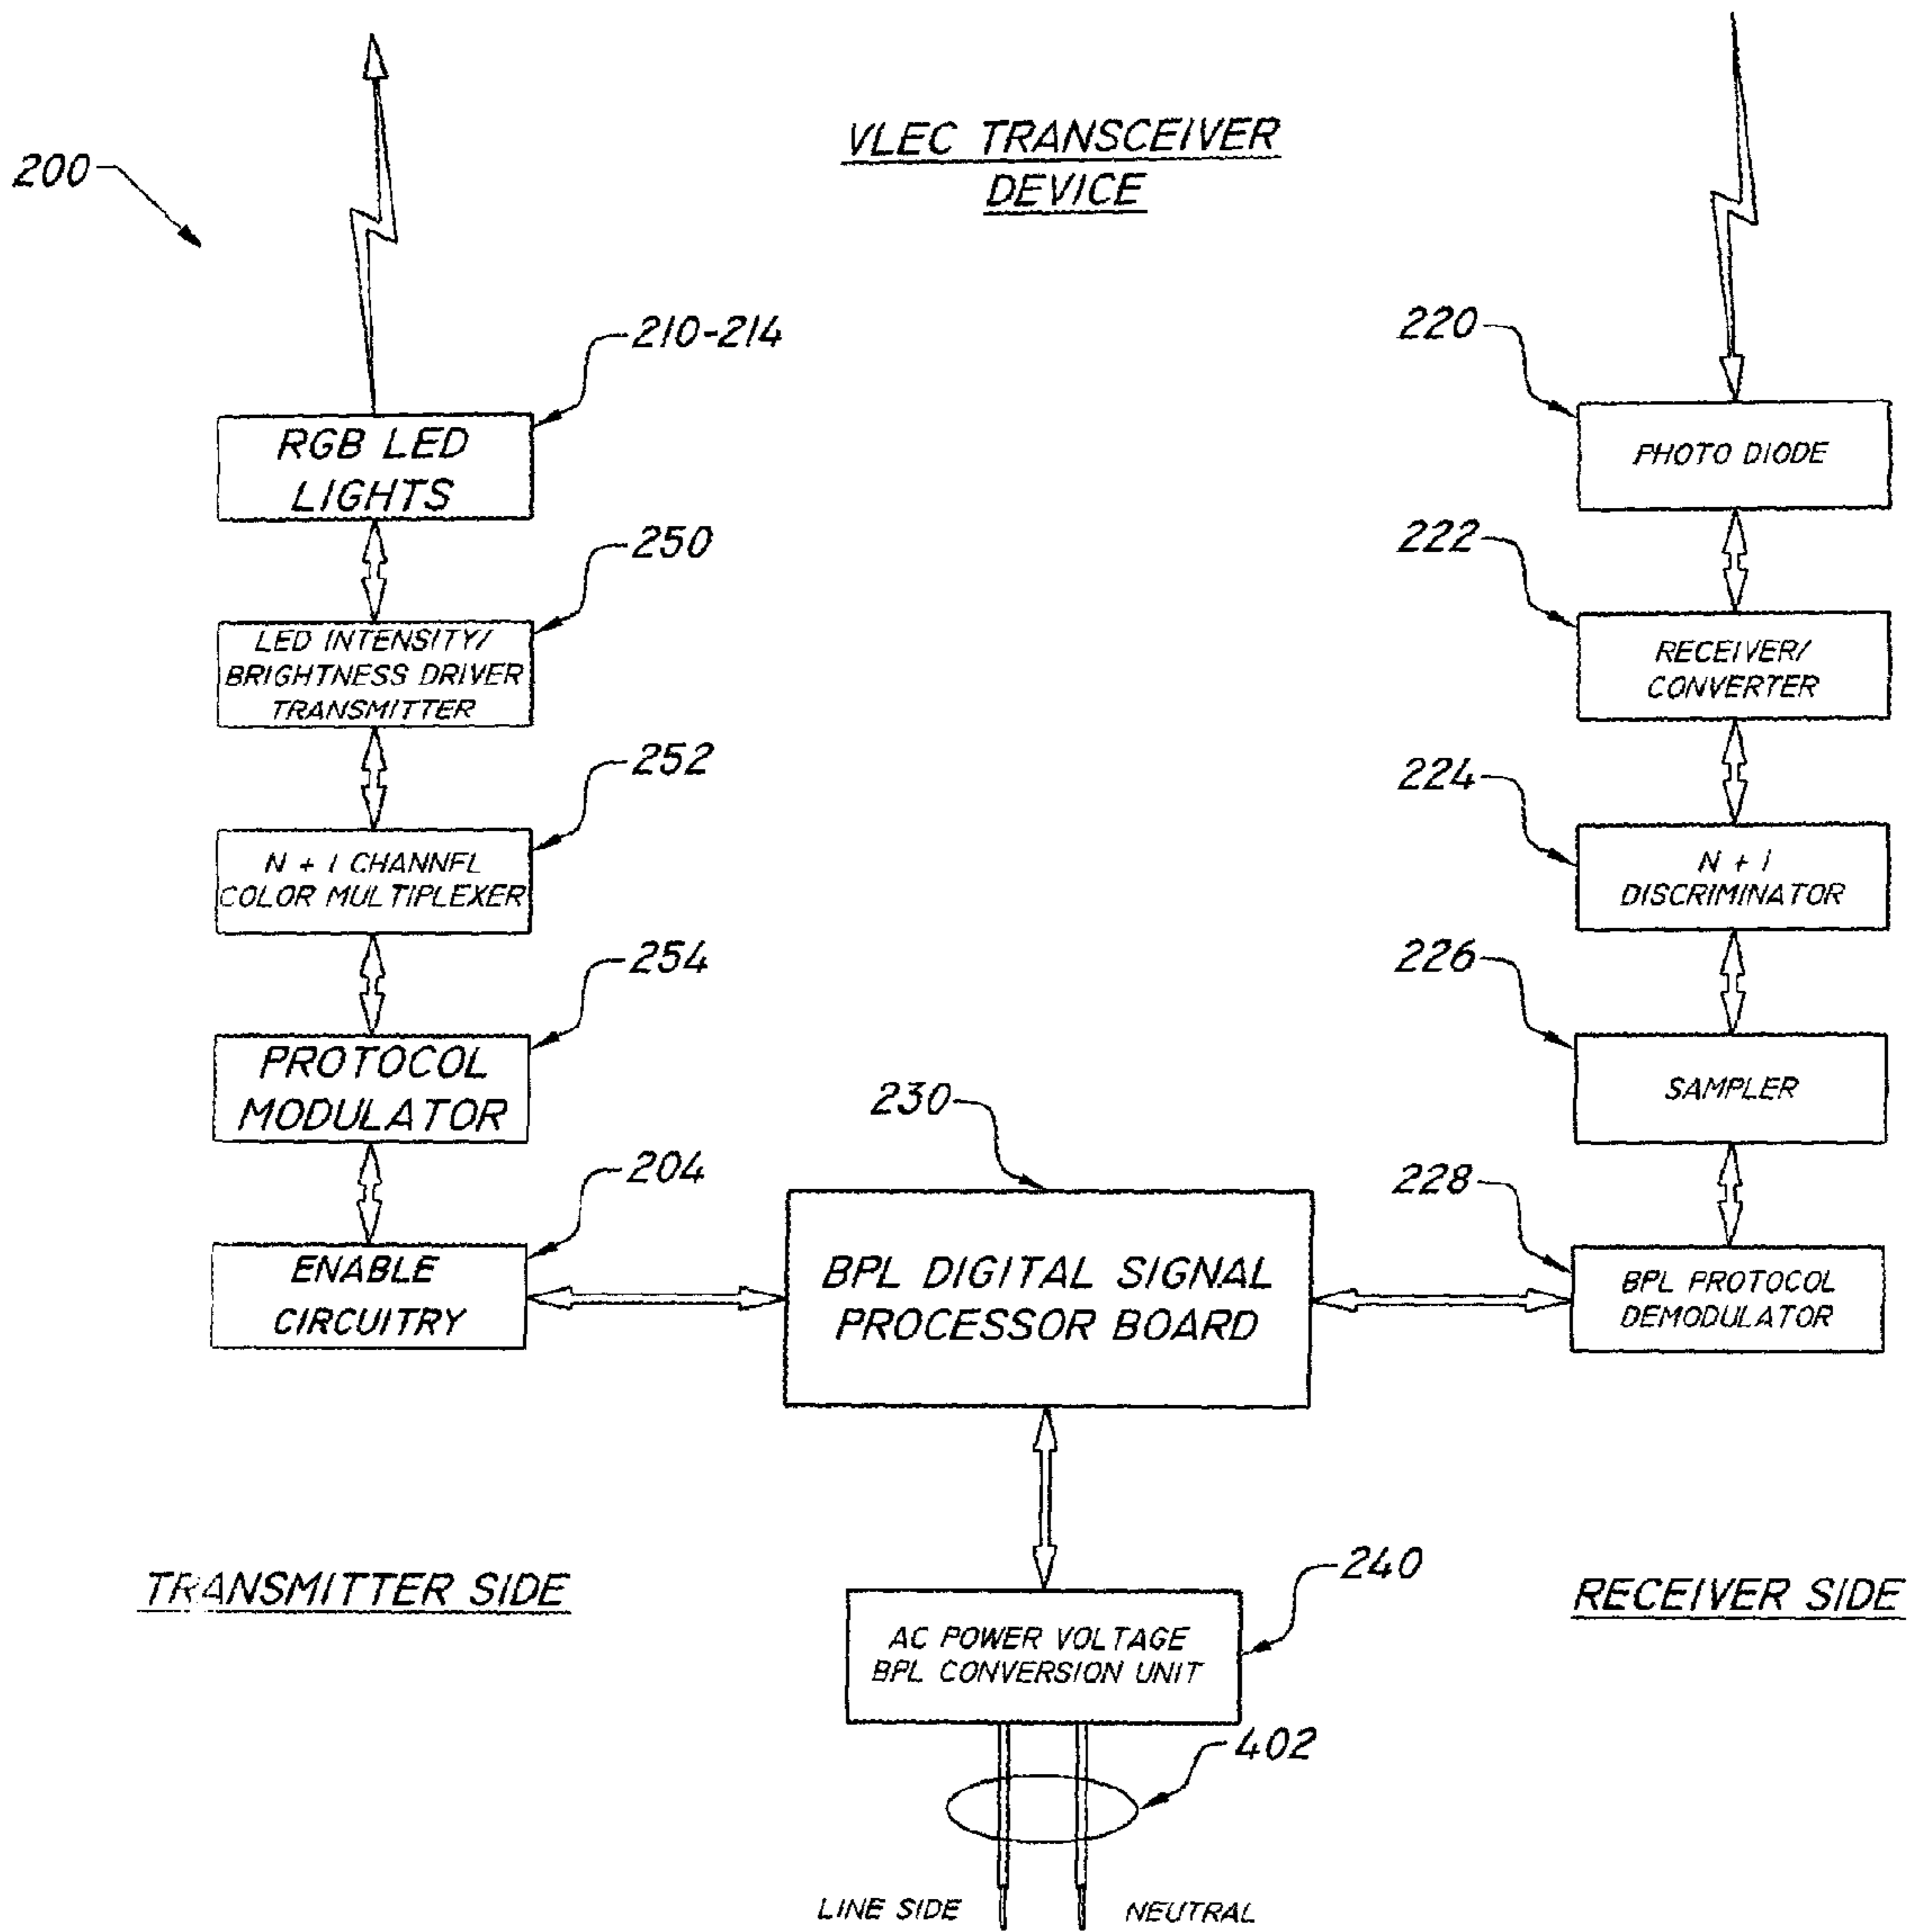 VLEC TRANSCEIVER
DEVICE
200
210-214
RGB LED
LIGHTS
250
LED INTENSITY/
BRIGHTNESS DRIVER
TRANSMITTER
252
N + 1 CHANNEL
COLOR MULTIPLEXER
254
PROTOCOL
MODULATOR
204
ENABLE
CIRCUITRY
TRANSMITTER SIDE
230
BPL DIGITAL SIGNAL
PROCESSOR BOARD
240
AC POWER VOLTAGE
BPL CONVERSION UNIT
402
LINE SIDE
NEUTRAL
220
PHOTO DIODE
222
RECEIVER/
CONVERTER
224
N + 1
DISCRIMINATOR
226
SAMPLER
228
BPL PROTOCOL
DEMODULATOR
RECEIVER SIDE